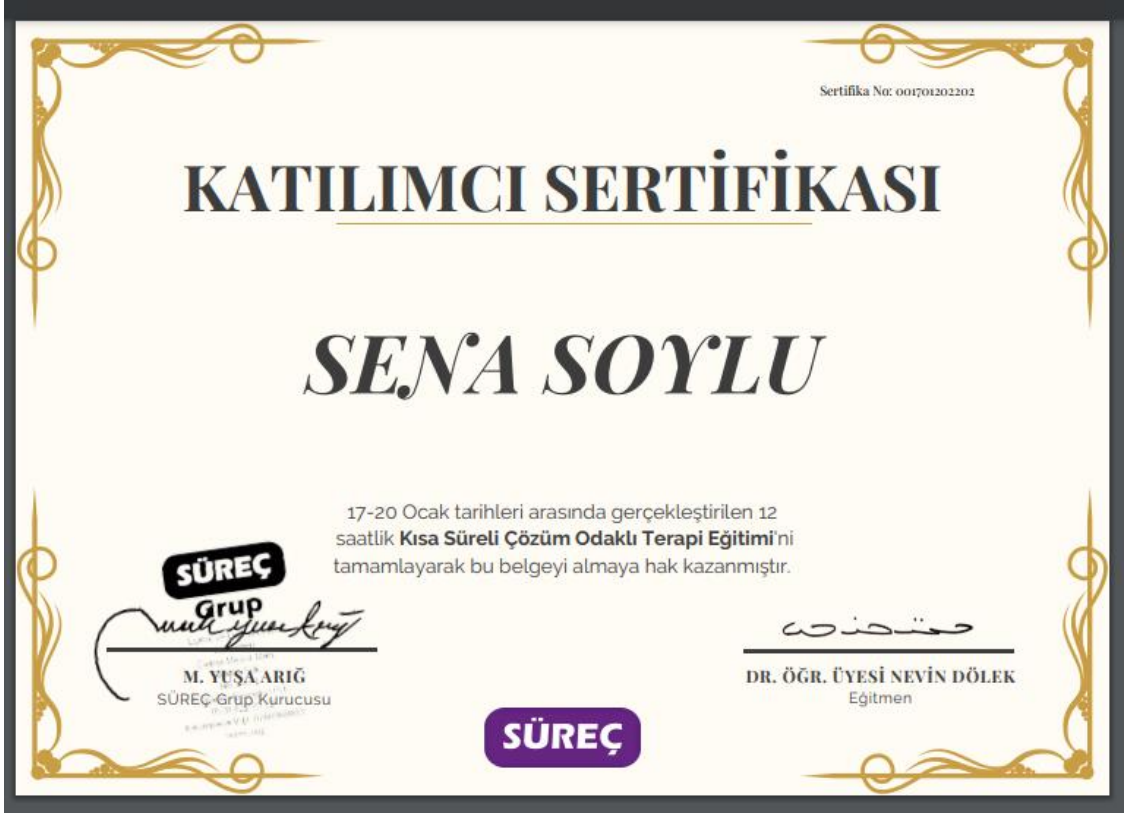 Sertifika No: 001701202202
KATILIMCI SERTİFİKASI
SENA SOYLU
17-20 Ocak tarihleri arasında gerçekleştirilen 12
saatlik Kısa Süreli Çözüm Odaklı Terapi Eğitimi'ni
tamamlayarak bu belgeyi almaya hak kazanmıştır.
SÜREÇ
Grup
M. YUŞA ARIĞ
SÜREÇ Grup Kurucusu
DR. ÖĞR. ÜYESİ NEVİN DÖLEK
Eğitmen
SÜREÇ